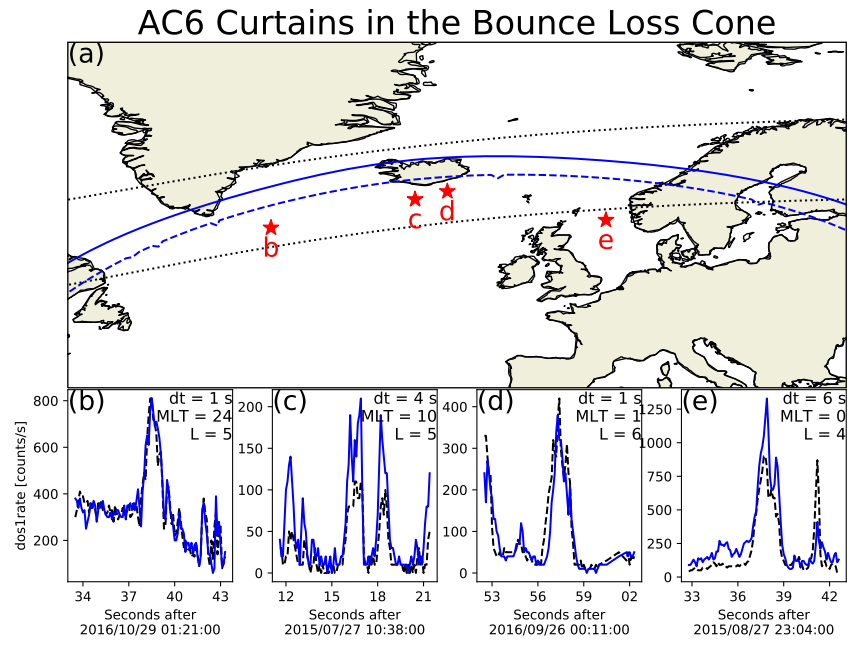 AC6 Curtains in the Bounce Loss Cone
(a)
b
c
d
e
dos1rate [counts/s]
800
600
400
200
(b)
dt = 1 s
MLT = 24
L = 5
34
37
40
43
Seconds after
2016/10/29 01:21:00
200
150
100
50
0
(c)
dt = 4 s
MLT = 10
L = 5
12
15
18
21
Seconds after
2015/07/27 10:38:00
400
300
200
100
0
(d)
dt = 1 s
MLT = 1
L = 6
53
56
59
02
Seconds after
2016/09/26 00:11:00
1250
1000
750
500
250
0
(e)
dt = 6 s
MLT = 0
L = 4
33
36
39
42
Seconds after
2015/08/27 23:04:00